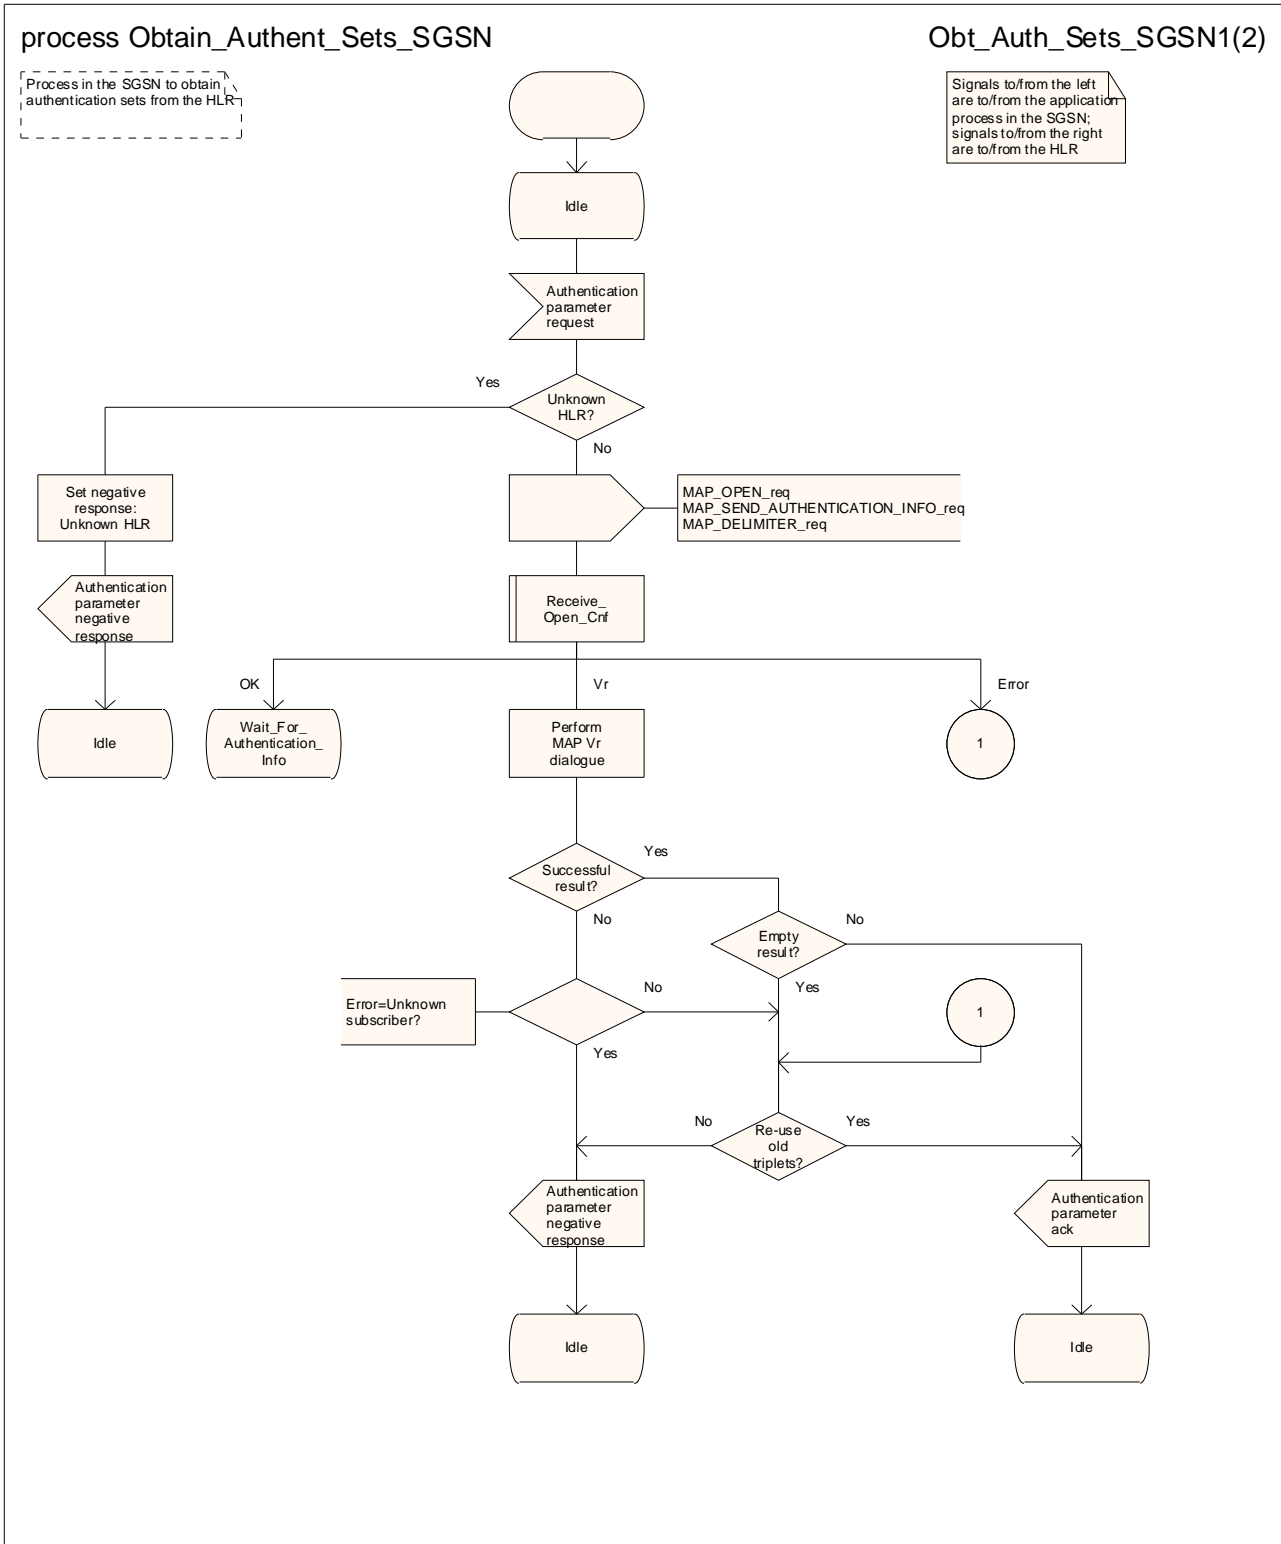 process Obtain_Authent_Sets_SGSN
Obt_Auth_Sets_SGSN1(2)
Process in the SGSN to obtain
authentication sets from the HLR
Signals to/from the left
are to/from the application
process in the SGSN;
signals to/from the right
are to/from the HLR
Idle
Authentication
parameter
request
Yes
Unknown
HLR?
No
Set negative
response:
Unknown HLR
MAP_OPEN_req
MAP_SEND_AUTHENTICATION_INFO_req
MAP_DELIMITER_req
Authentication
parameter
negative
response
Receive_
Open_Cnf
OK
Vr
Error
Idle
Wait_For_
Authentication_
Info
Perform
MAP Vr
dialogue
1
Successful
result?
Yes
No
Empty
result?
No
Yes
Error=Unknown
subscriber?
No
Yes
1
No
Re-use
old
triplets?
Yes
Authentication
parameter
negative
response
Authentication
parameter
ack
Idle
Idle